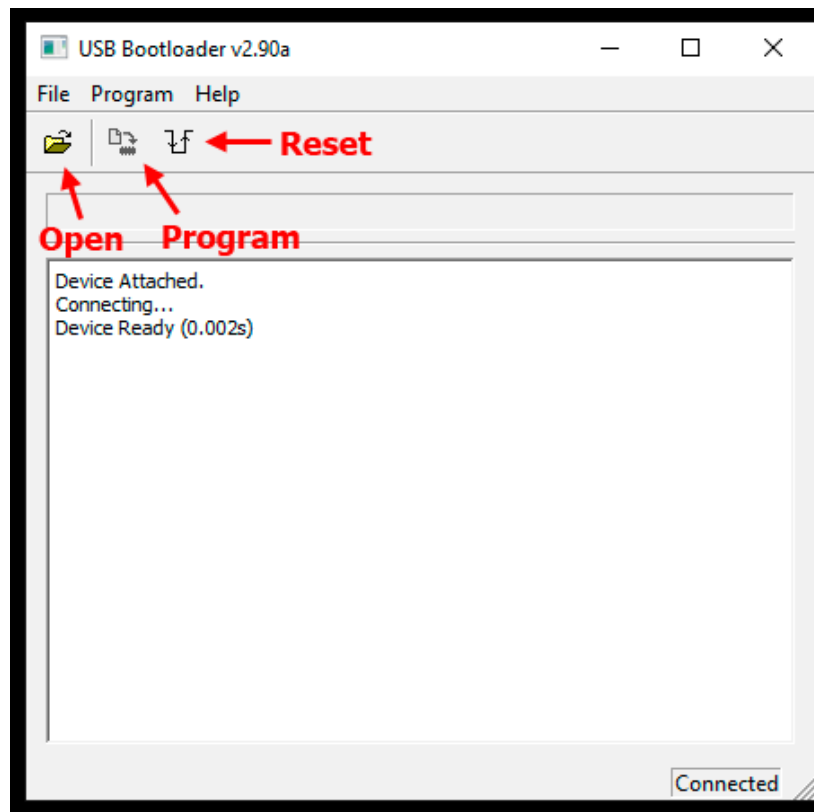 USB Bootloader v2.90a
File Program Help
Reset
Open Program
Device Attached.
Connecting...
Device Ready (0.002s)
Connected